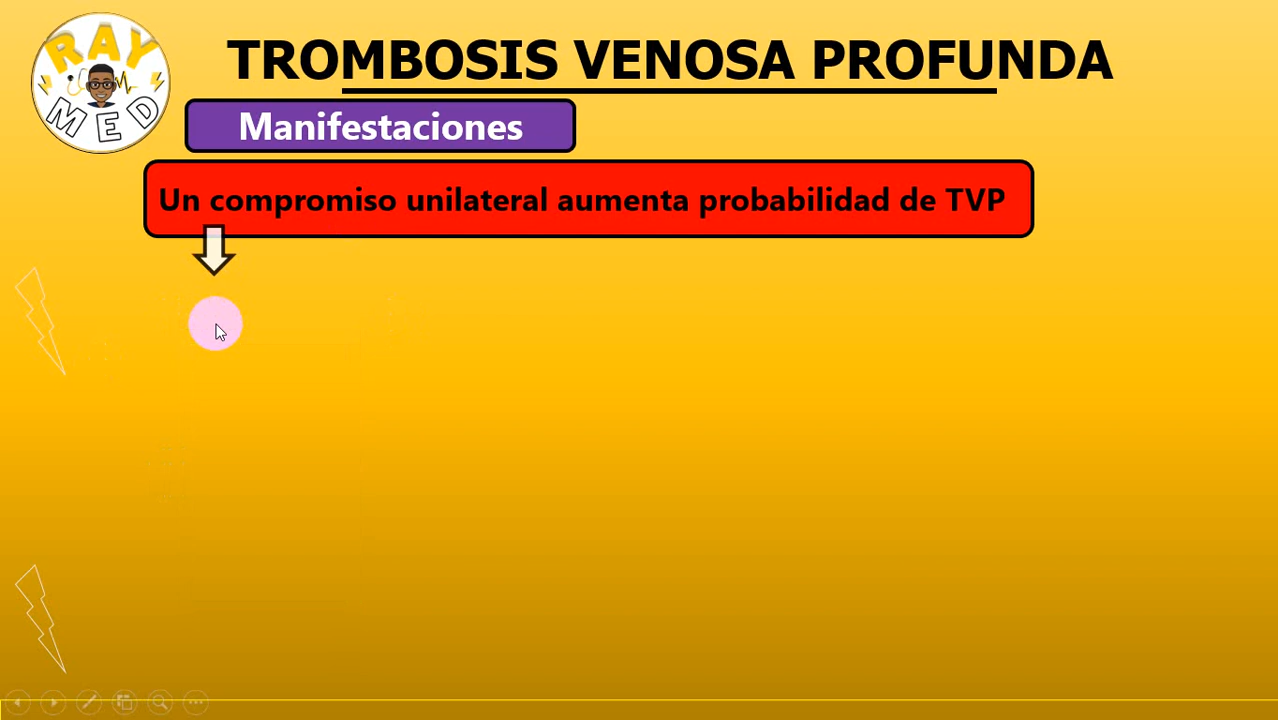 RAY
MED
TROMBOSIS VENOSA PROFUNDA
Manifestaciones
Un compromiso unilateral aumenta probabilidad de TVP